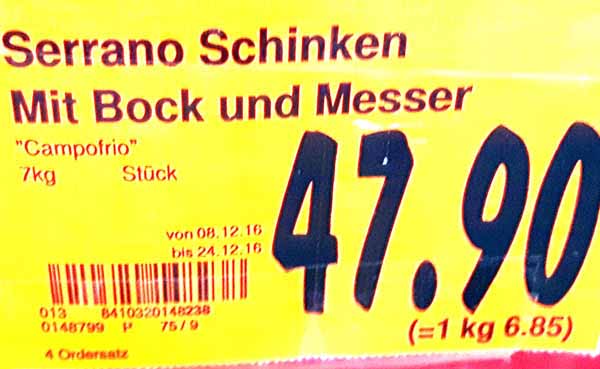 Serrano Schinken
Mit Bock und Messer
"Campofrio"
7kg Stück
47.90
von 08.12.16
bis 24.12.16
013 8410320148238
0148799 P 75/9
(=1 kg 6.85)
4 Ordersatz